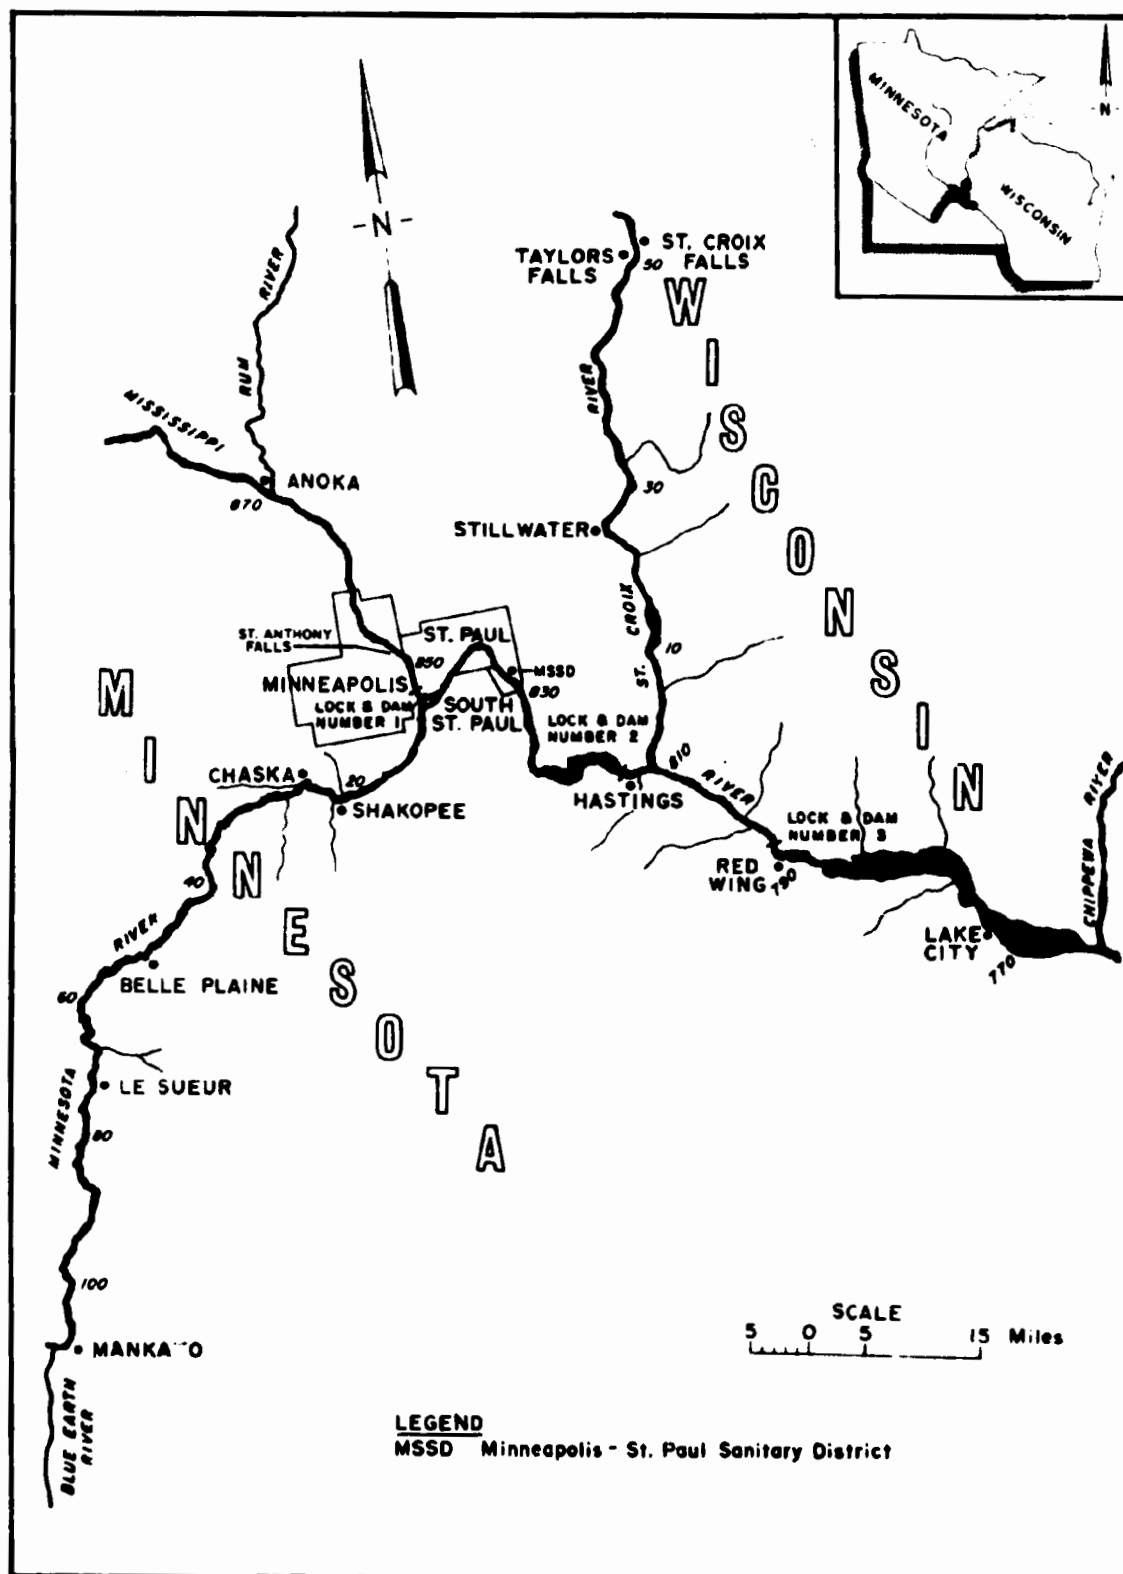 MINNESOTA
WISCONSIN
N
-N-
RUM RIVER
MISSISSIPPI
ANOKA
870
TAYLORS
FALLS
ST. CROIX
FALLS
50
RIVER
30
STILLWATER
CROIX
10
ST.
WISCONSIN
ST. ANTHONY
FALLS
ST. PAUL
850
MSSD
830
MINNEAPOLIS
LOCK & DAM
NUMBER 1
SOUTH
ST. PAUL
LOCK & DAM
NUMBER 2
810
RIVER
MINNESOTA
CHASKA
20
SHAKOPEE
HASTINGS
LOCK & DAM
NUMBER 3
RED
WING
790
CHIPPEWA RIVER
40
RIVER
BELLE PLAINE
LAKE
CITY
770
60
LE SUEUR
MINNESOTA
80
100
MANKATO
BLUE EARTH
RIVER
SCALE
5 0 5 15 Miles
LEGEND
MSSD Minneapolis - St. Paul Sanitary District